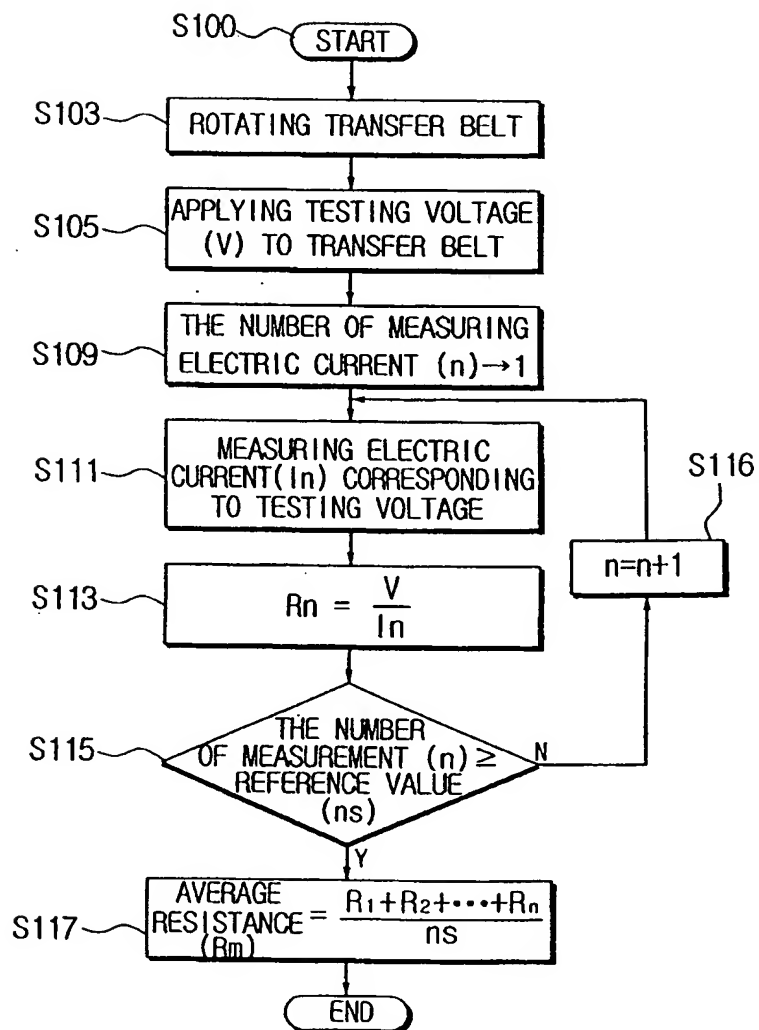 S100
START
S103
ROTATING TRANSFER BELT
S105
APPLYING TESTING VOLTAGE
(V) TO TRANSFER BELT
S109
THE NUMBER OF MEASURING
ELECTRIC CURRENT (n)→1
S111
MEASURING ELECTRIC
CURRENT(In) CORRESPONDING
TO TESTING VOLTAGE
S116
n=n+1
S113
Rn = V/In
S115
THE NUMBER
OF MEASUREMENT (n) ≥
REFERENCE VALUE
(ns)
N
Y
S117
AVERAGE
RESISTANCE
(Rm)
= R1+R2+•••+Rn
ns
END